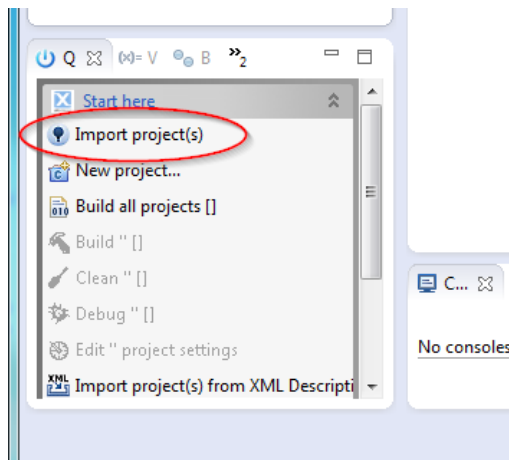 Q (x)= V B »2
Start here
Import project(s)
New project...
Build all projects []
Build '' []
Clean '' []
Debug '' []
Edit '' project settings
Import project(s) from XML Descripti
C...
No consoles